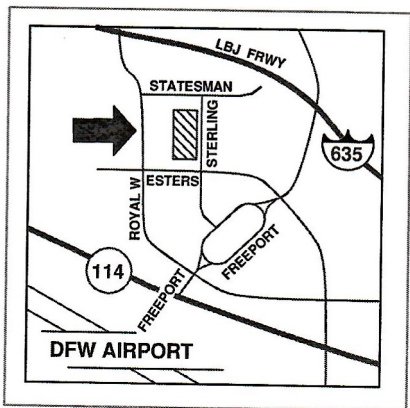 LBJ FRWY
STATESMAN
STERLING
635
ROYAL W
ESTERS
114
FREEPORT
FREEPORT
DFW AIRPORT